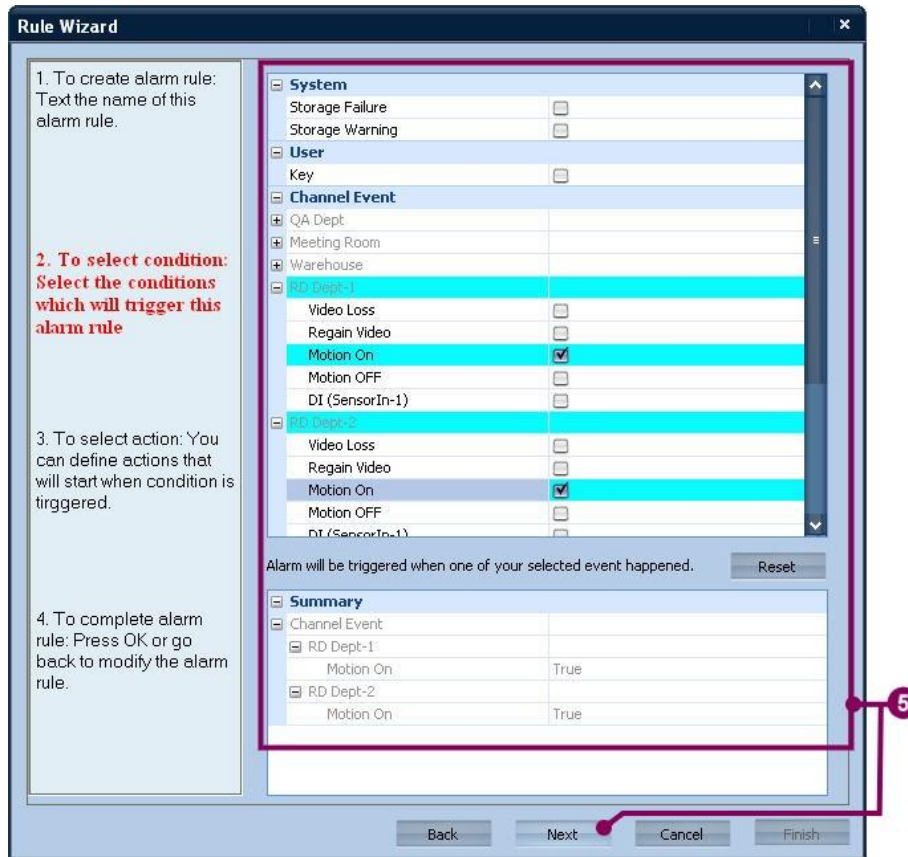 Rule Wizard
1. To create alarm rule:
Text the name of this
alarm rule.
2. To select condition:
Select the conditions
which will trigger this
alarm rule
3. To select action: You
can define actions that
will start when condition is
tirggered.
4. To complete alarm
rule: Press OK or go
back to modify the alarm
rule.
System
Storage Failure
Storage Warning
User
Key
Channel Event
QA Dept
Meeting Room
Warehouse
RD Dept-1
Video Loss
Regain Video
Motion On
Motion OFF
DI (SensorIn-1)
RD Dept-2
Video Loss
Regain Video
Motion On
Motion OFF
DI (SensorIn-1)
Alarm will be triggered when one of your selected event happened.
Reset
Summary
Channel Event
RD Dept-1
Motion On True
RD Dept-2
Motion On True
5
Back Next Cancel Finish